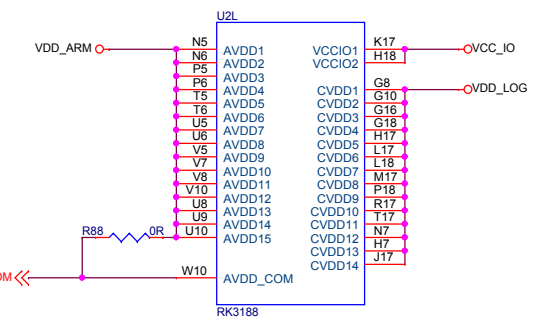 U2L
VDD_ARM N5 AVDD1 VCCIO1 K17 VCC_IO
N6 AVDD2 VCCIO2 H18
P5 AVDD3
P6 AVDD4 CVDD1 G8 VDD_LOG
T5 AVDD5 CVDD2 G10
T6 AVDD6 CVDD3 G16
U5 AVDD7 CVDD4 G18
U6 AVDD8 CVDD5 H17
V5 AVDD9 CVDD6 L17
V7 AVDD10 CVDD7 L18
V8 AVDD11 CVDD8 M17
V10 AVDD12 CVDD9 P18
U8 AVDD13 CVDD10 R17
U9 AVDD14 CVDD11 T17
R88 0R U10 AVDD15 CVDD12 N7
CVDD13 H7
CVDD14 J17
OM W10 AVDD_COM
RK3188